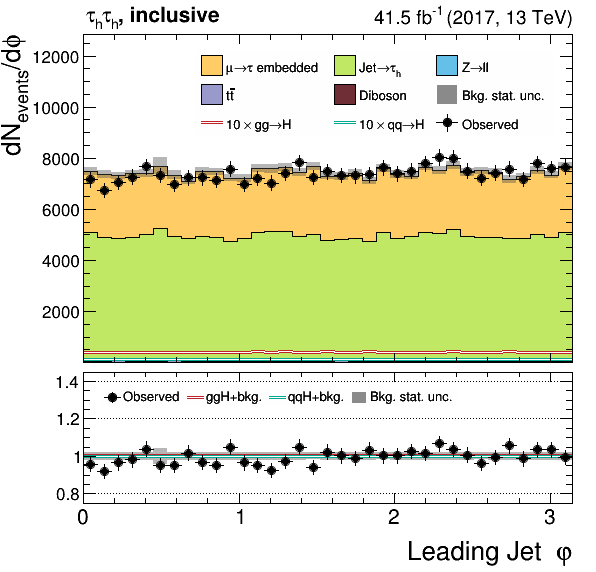 τhτh, inclusive 41.5 fb⁻¹ (2017, 13 TeV)
dNevents/dφ
12000
10000
8000
6000
4000
2000
μ→τ embedded Jet→τh Z→ll
tt̄ Diboson Bkg. stat. unc.
10 × gg→H 10 × qq→H Observed
1.4
1.2
1
0.8
Observed ggH+bkg. qqH+bkg. Bkg. stat. unc.
0 1 2 3
Leading Jet φ